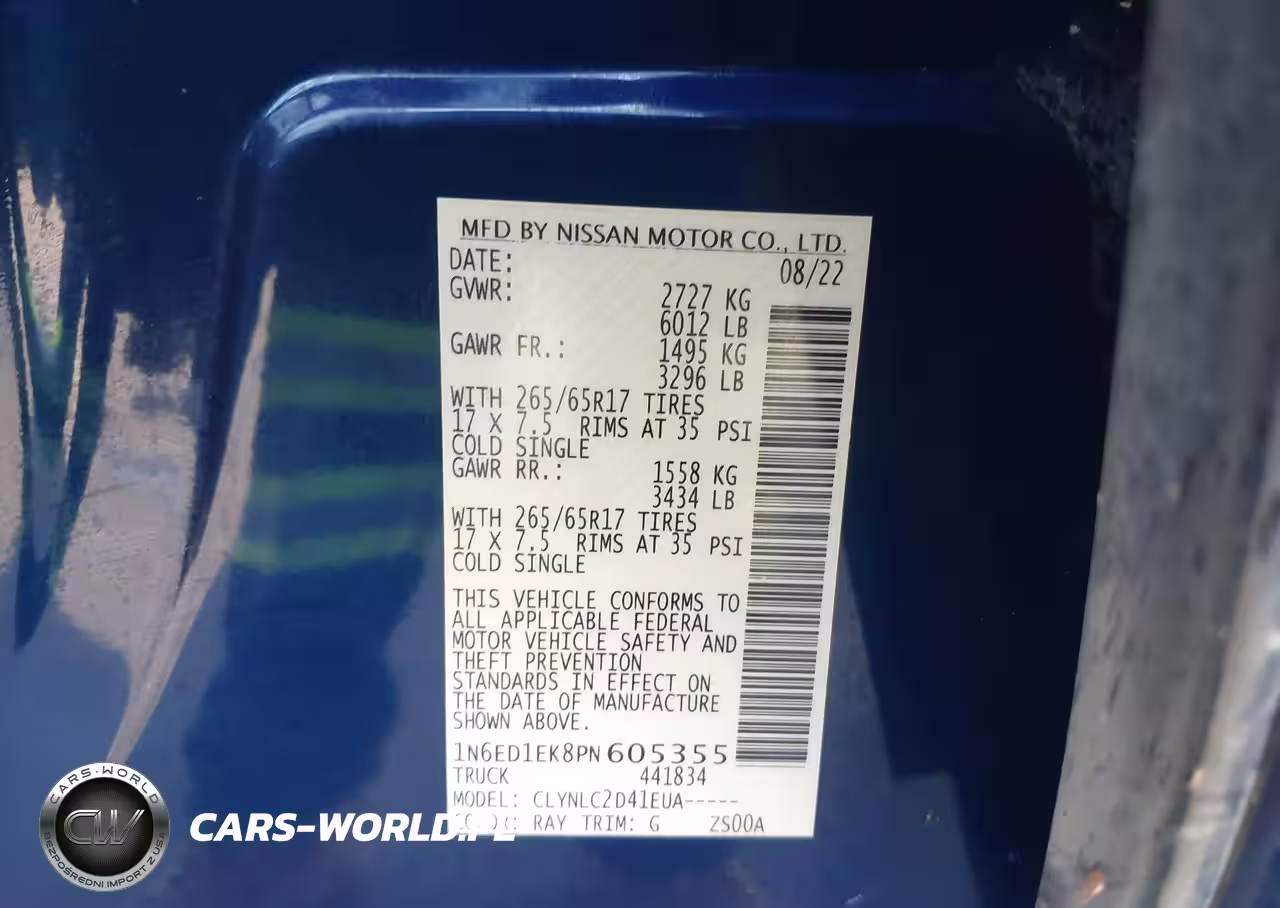 MFD BY NISSAN MOTOR CO., LTD.
DATE: 08/22
GVWR: 2727 KG
6012 LB
GAWR FR.: 1495 KG
3296 LB
WITH 265/65R17 TIRES
17 X 7.5 RIMS AT 35 PSI
COLD SINGLE
GAWR RR.: 1558 KG
3434 LB
WITH 265/65R17 TIRES
17 X 7.5 RIMS AT 35 PSI
COLD SINGLE
THIS VEHICLE CONFORMS TO
ALL APPLICABLE FEDERAL
MOTOR VEHICLE SAFETY AND
THEFT PREVENTION
STANDARDS IN EFFECT ON
THE DATE OF MANUFACTURE
SHOWN ABOVE.
1N6ED1EK8PN605355
TRUCK 441834
MODEL: CLYNLC2D41EUA-----
RAY TRIM: G ZS00A
CARS-WORLD
CW
BEZPOŚREDNI IMPORT Z USA
CARS-WORLD.PL